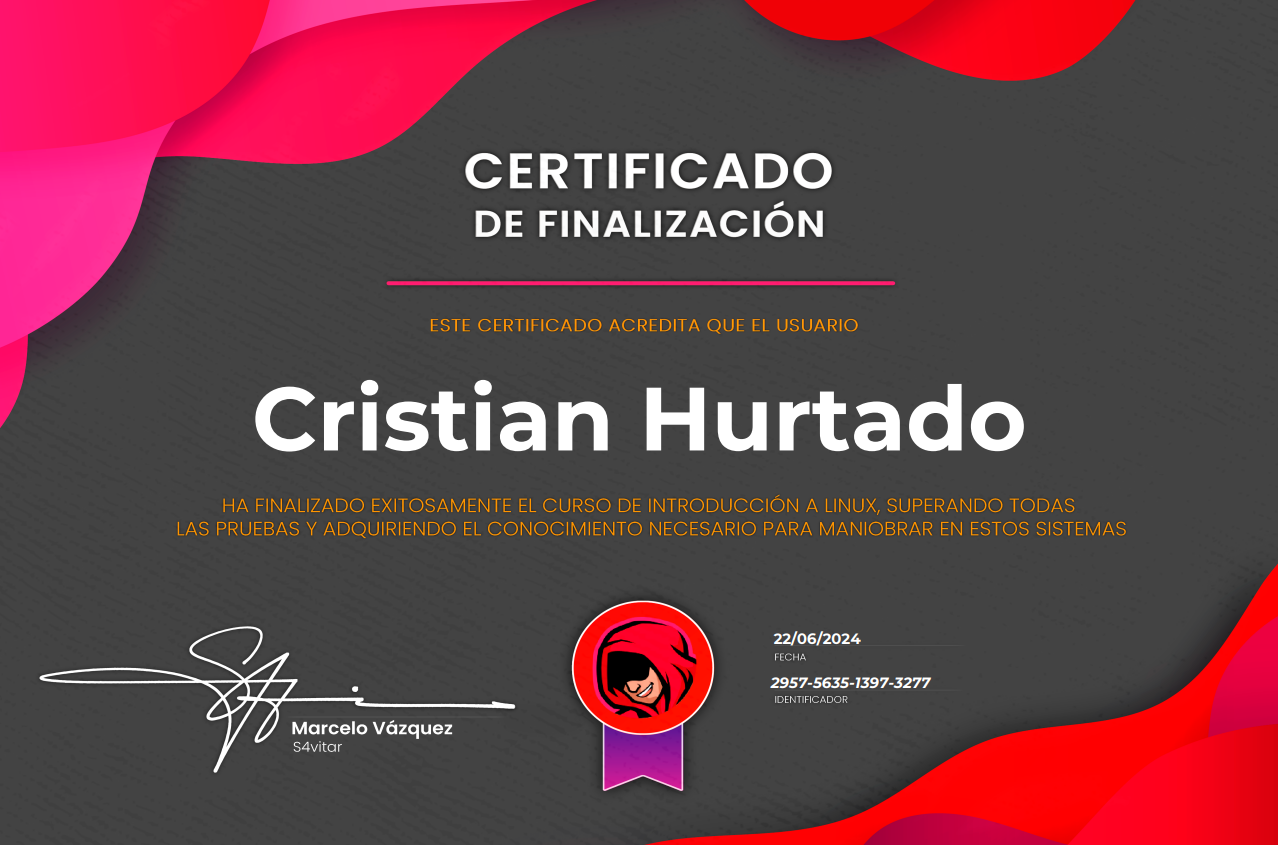 CERTIFICADO
DE FINALIZACIÓN
ESTE CERTIFICADO ACREDITA QUE EL USUARIO
Cristian Hurtado
HA FINALIZADO EXITOSAMENTE EL CURSO DE INTRODUCCIÓN A LINUX, SUPERANDO TODAS
LAS PRUEBAS Y ADQUIRIENDO EL CONOCIMIENTO NECESARIO PARA MANIOBRAR EN ESTOS SISTEMAS
Marcelo Vázquez
S4vitar
22/06/2024
FECHA
2957-5635-1397-3277
IDENTIFICADOR